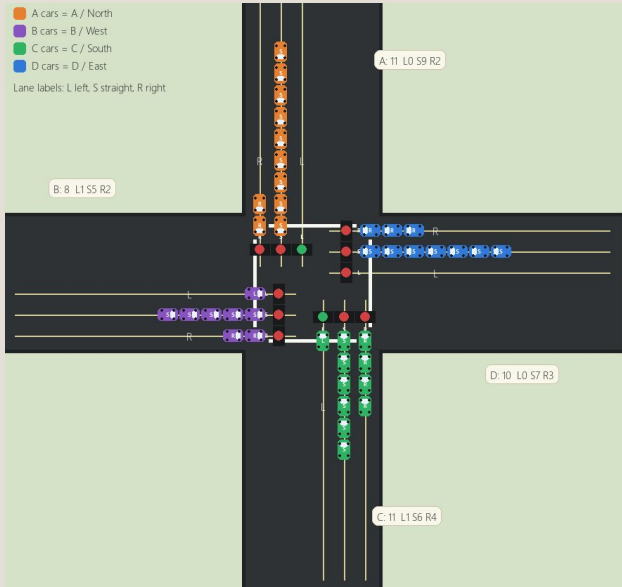 A cars = A / North
B cars = B / West
C cars = C / South
D cars = D / East
Lane labels: L left, S straight, R right
A: 11 L0 S9 R2
R
L
B: 8 L1 S5 R2
R
L
L
L
R
D: 10 L0 S7 R3
L
C: 11 L1 S6 R4